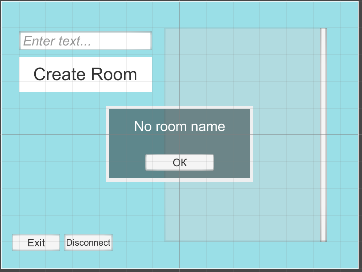 Enter text...
Create Room
No room name
OK
Exit
Disconnect